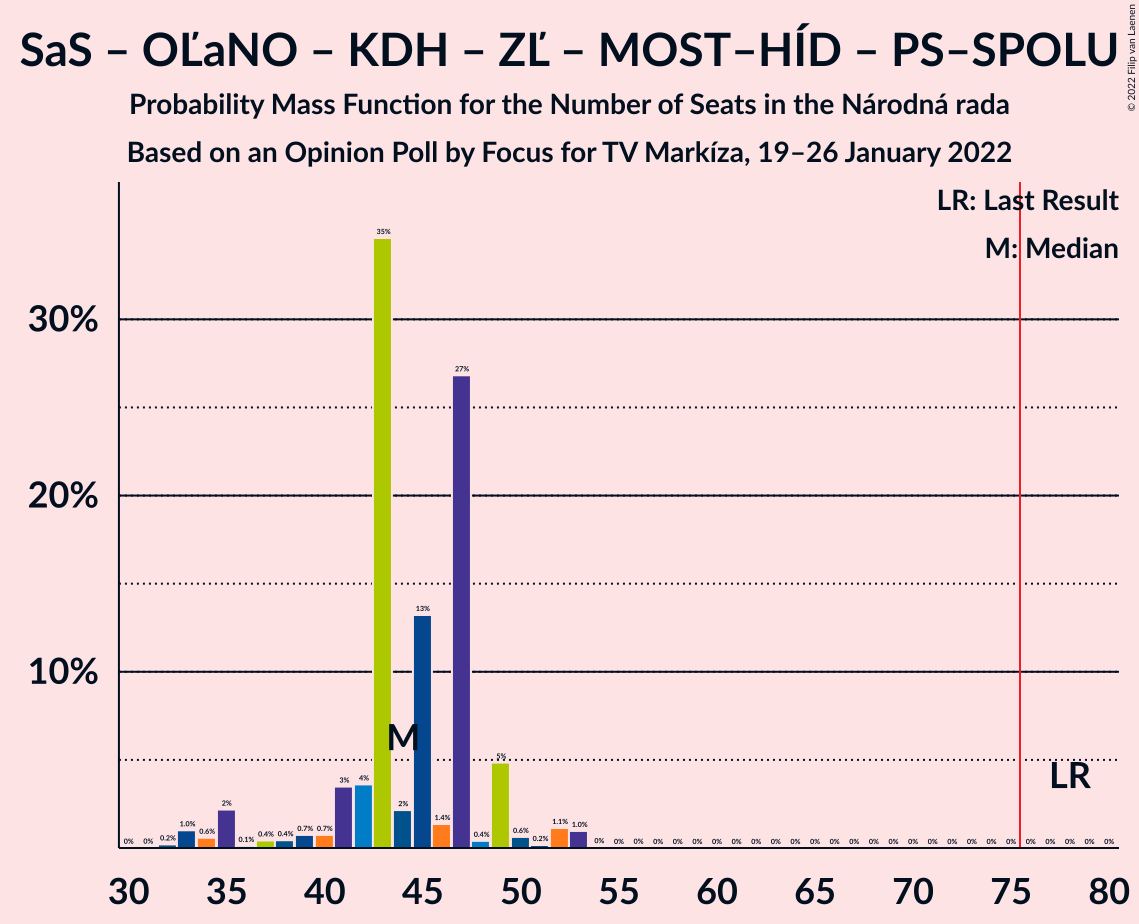 SaS – OĽaNO – KDH – ZĽ – MOST–HÍD – PS–SPOLU
Probability Mass Function for the Number of Seats in the Národná rada
Based on an Opinion Poll by Focus for TV Markíza, 19–26 January 2022
© 2022 Filip van Laenen
LR: Last Result
M: Median
30%
20%
10%
0% 0% 0.2% 1.0% 0.6% 2% 0.1% 0.4% 0.4% 0.7% 0.7% 3% 4% 35% 2% 13% 1.4% 27% 0.4% 5% 0.6% 0.2% 1.1% 1.0% 0% 0% 0% 0% 0% 0% 0% 0% 0% 0% 0% 0% 0% 0% 0% 0% 0% 0% 0% 0% 0% 0% 0% 0% 0% 0% 0%
M
LR
30 35 40 45 50 55 60 65 70 75 80